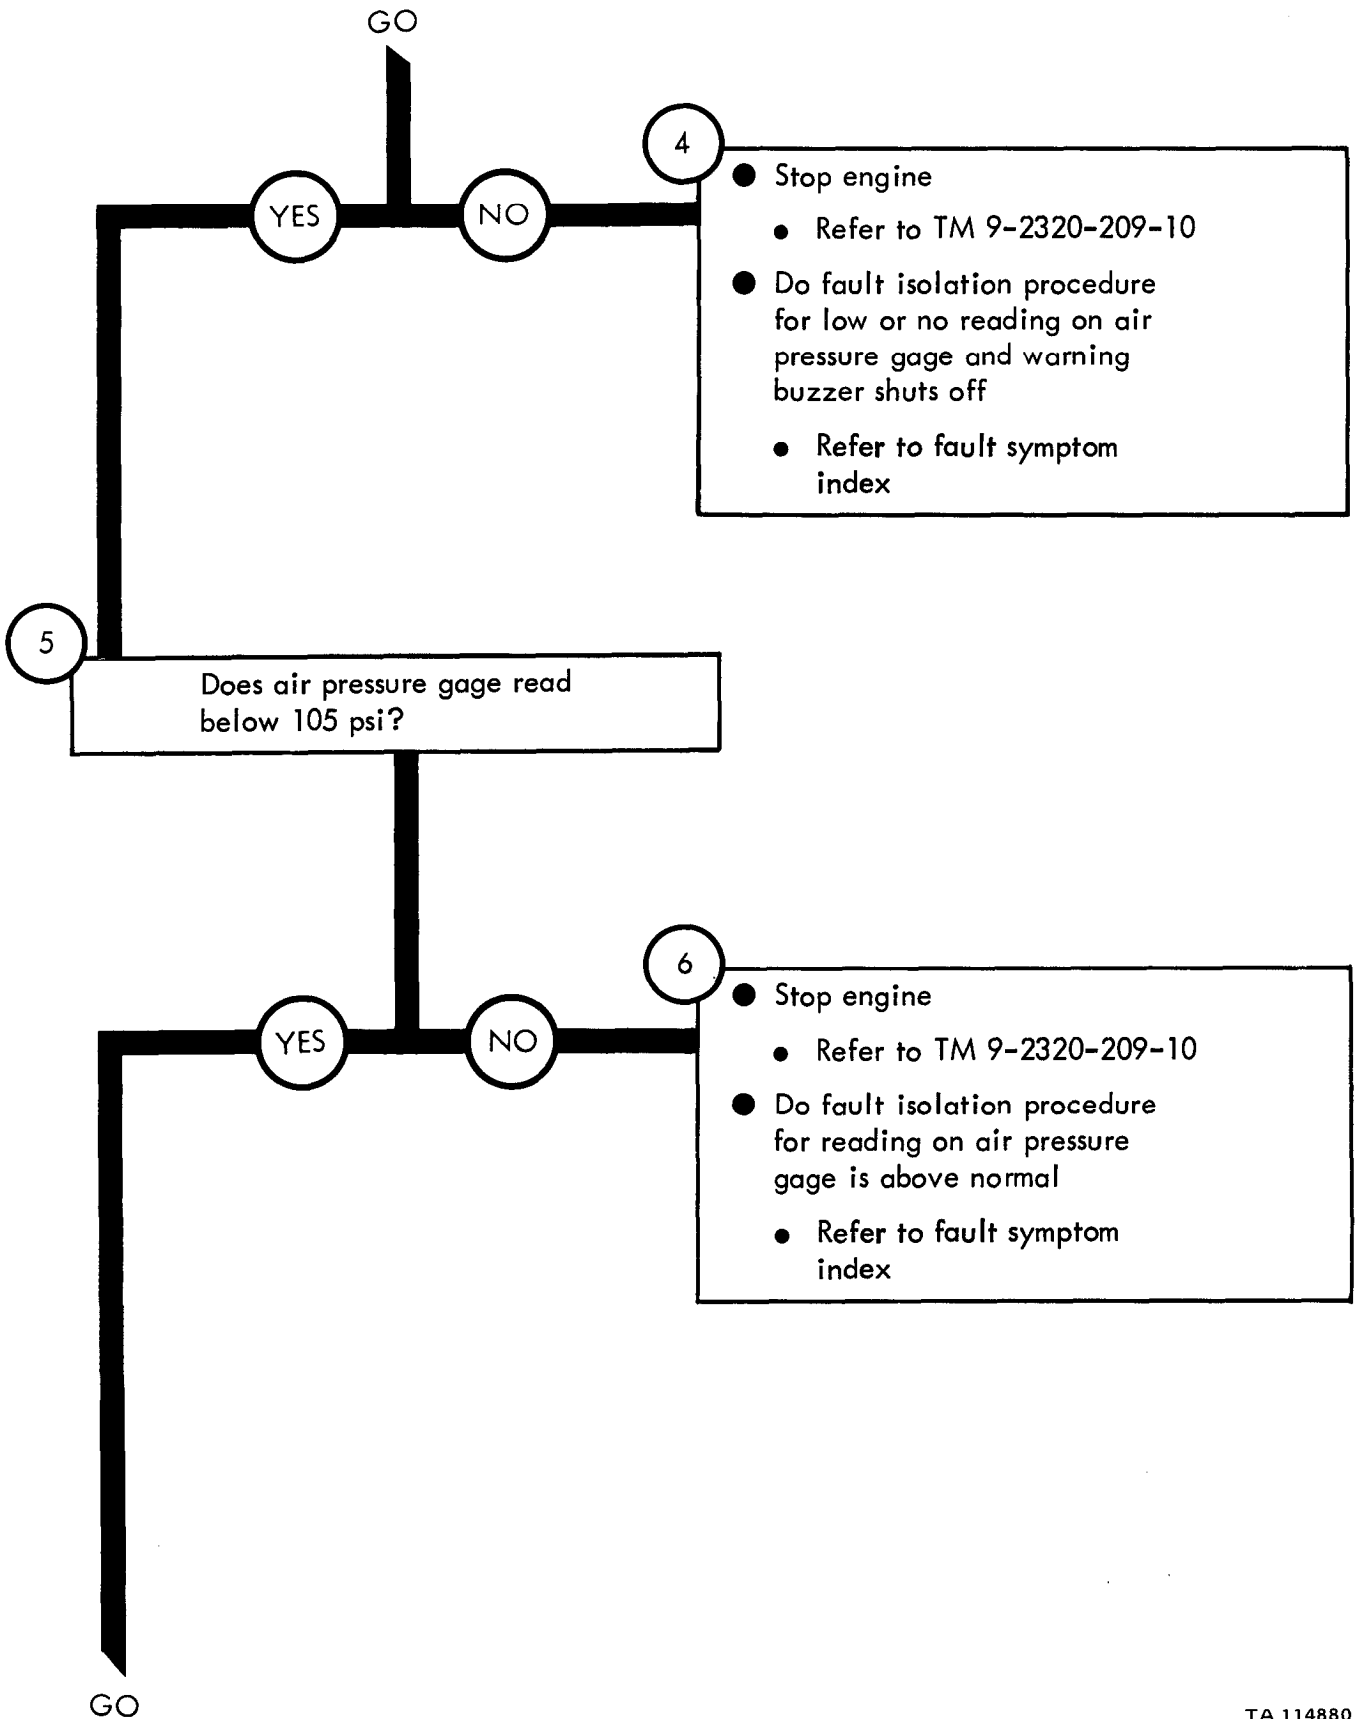 GO
4
YES
NO
● Stop engine
● Refer to TM 9-2320-209-10
● Do fault isolation procedure
for low or no reading on air
pressure gage and warning
buzzer shuts off
● Refer to fault symptom
index
5
Does air pressure gage read
below 105 psi?
6
YES
NO
● Stop engine
● Refer to TM 9-2320-209-10
● Do fault isolation procedure
for reading on air pressure
gage is above normal
● Refer to fault symptom
index
GO
TA 114880